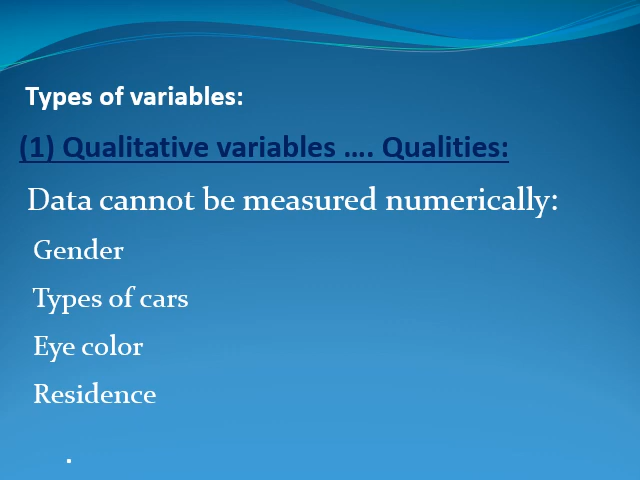 Types of variables:
(1) Qualitative variables …. Qualities:
Data cannot be measured numerically:
Gender
Types of cars
Eye color
Residence
.